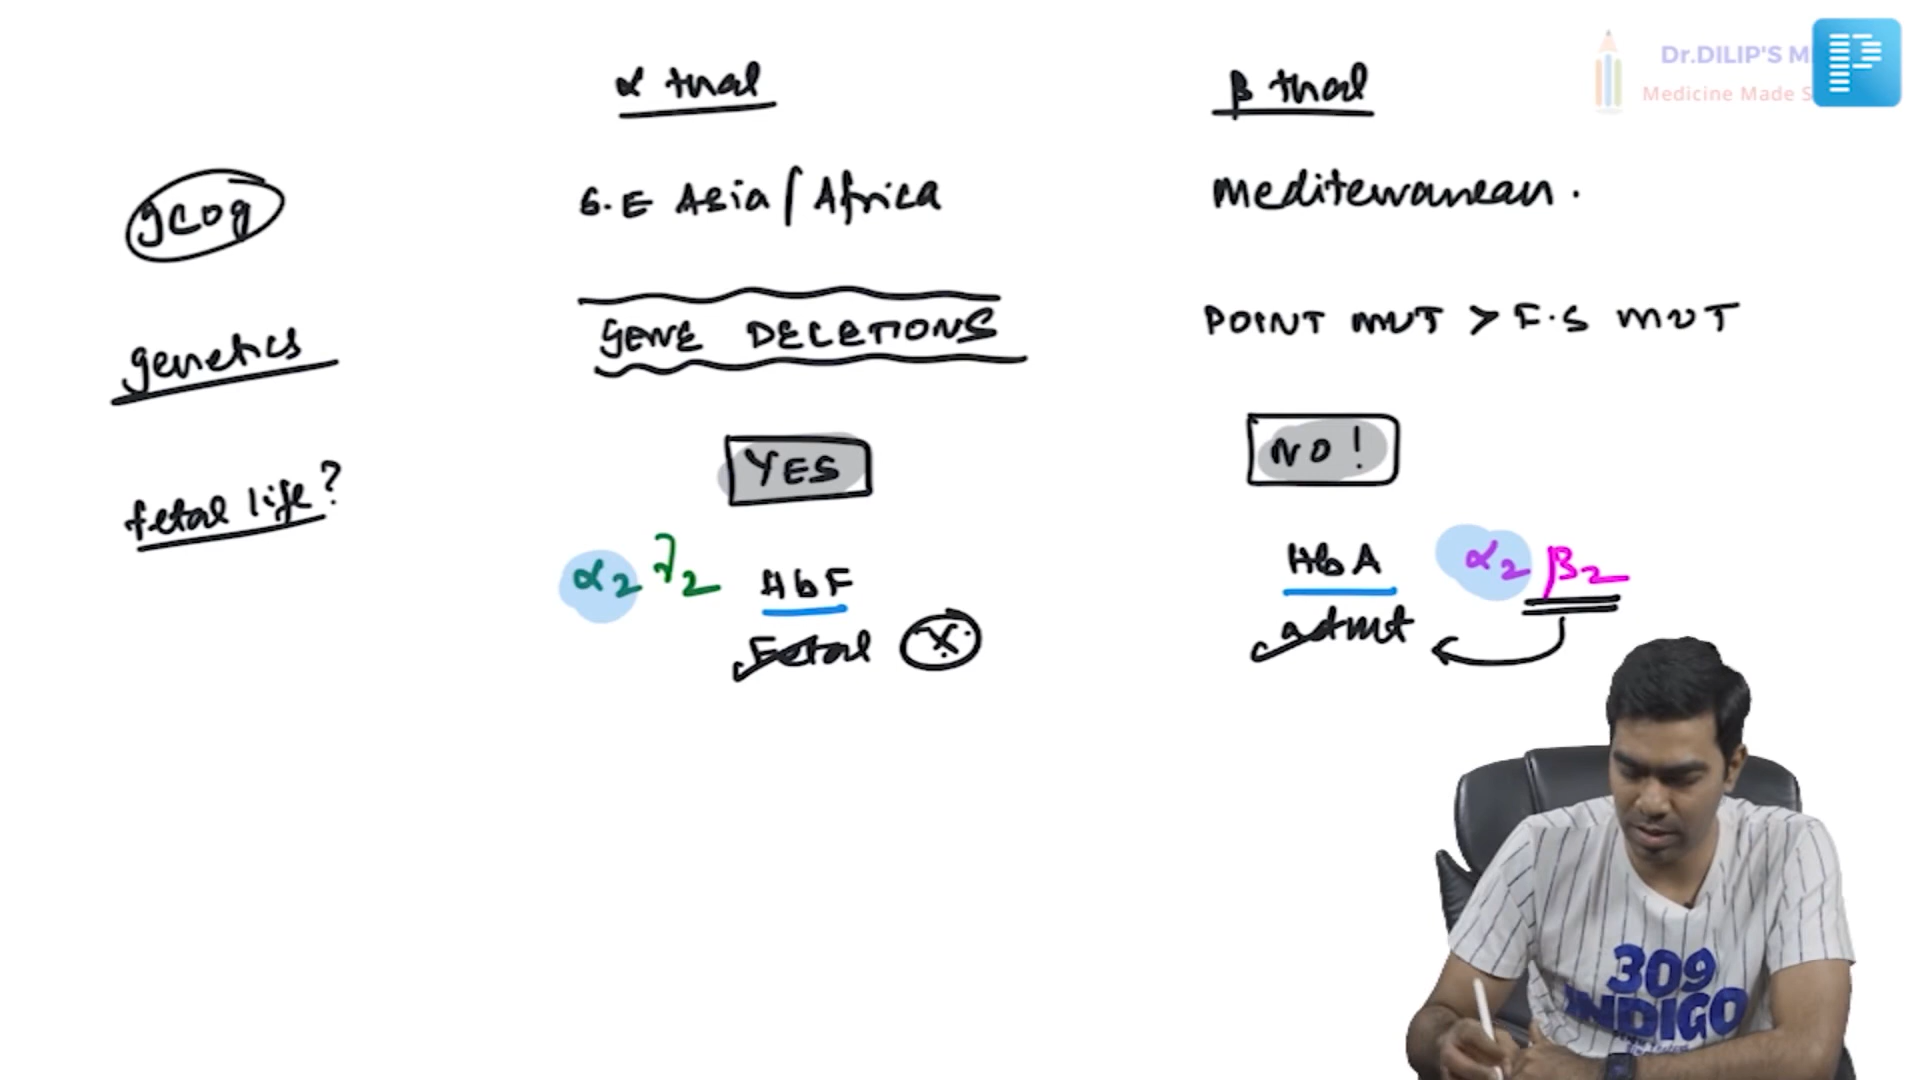 α thal
β thal
Dr.DILIP'S M
Medicine Made S
P
geog
S.E Asia / Africa
Mediterranean.
genetics
GENE DELETIONS
POINT MUT > F.S MUT
fetal life?
YES
NO!
α2 γ2 HbF
HbA α2 β2
Fetal X
adult
309
INDIGO